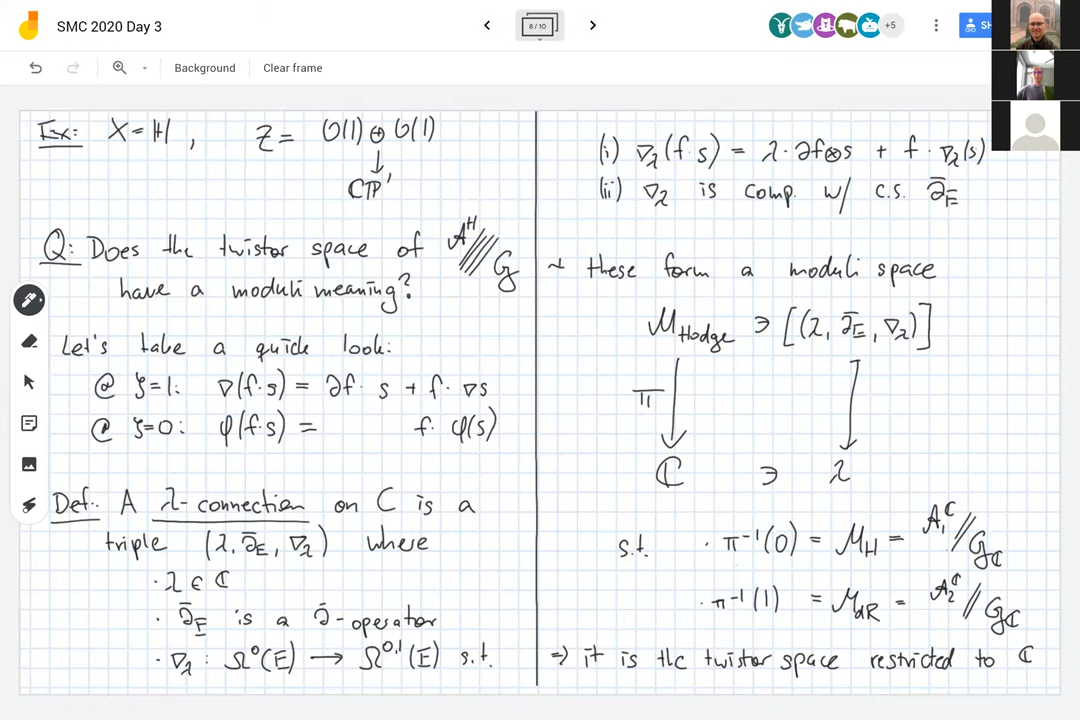 SMC 2020 Day 3
8 / 10
+5
SH
Background
Clear frame
Ex: X = H, Z = O(1) ⊕ O(1)
↓
CP¹
Q: Does the twistor space of A^H //// G
have a moduli meaning?
Let's take a quick look:
@ ζ=1: ∇(f·s) = ∂f· s + f· ∇s
@ ζ=0: φ(f·s) = f· φ(s)
Def: A λ-connection on C is a
triple (λ, ∂̄_E, ∇_λ) where
· λ ∈ ℂ
· ∂̄_E is a ∂̄-operator
· ∇_λ : Ω⁰(E) → Ω^{0,1}(E) s.t.
(i) ∇_λ(f·s) = λ·∂f⊗s + f·∇_λ(s)
(ii) ∇_λ is comp. w/ c.s. ∂̄_E
~ these form a moduli space
M_Hodge ∋ [(λ, ∂̄_E, ∇_λ)]
π ↓ ↓
ℂ ∋ λ
s.t. · π⁻¹(0) = M_H = A₁^ℂ // G_ℂ
· π⁻¹(1) = M_dR = A₂^ℂ // G_ℂ
⇒ it is the twistor space restricted to ℂ